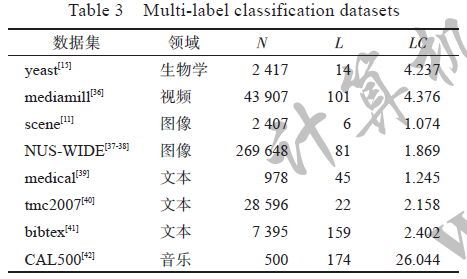 Table 3 Multi-label classification datasets
数据集 领域 N L LC
yeast[15] 生物学 2 417 14 4.237
mediamill[36] 视频 43 907 101 4.376
scene[11] 图像 2 407 6 1.074
NUS-WIDE[37-38] 图像 269 648 81 1.869
medical[39] 文本 978 45 1.245
tmc2007[40] 文本 28 596 22 2.158
bibtex[41] 文本 7 395 159 2.402
CAL500[42] 音乐 500 174 26.044
计算机
w